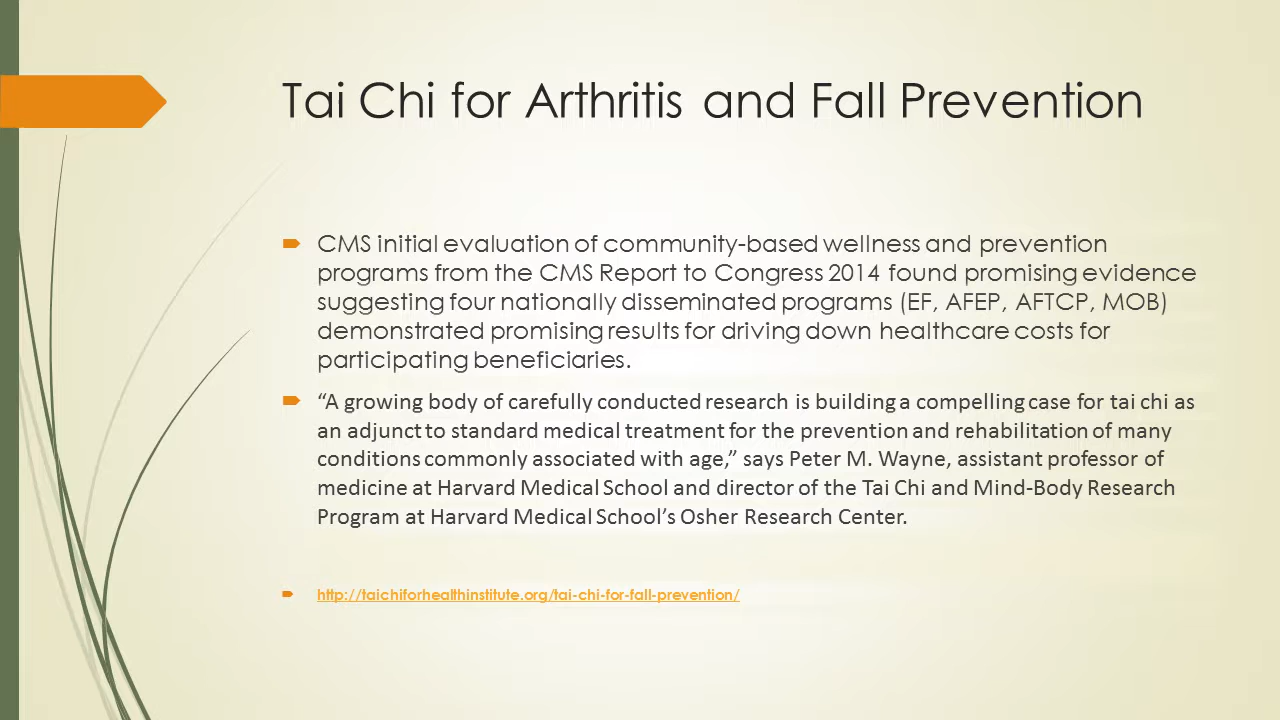 Tai Chi for Arthritis and Fall Prevention
CMS initial evaluation of community-based wellness and prevention
programs from the CMS Report to Congress 2014 found promising evidence
suggesting four nationally disseminated programs (EF, AFEP, AFTCP, MOB)
demonstrated promising results for driving down healthcare costs for
participating beneficiaries.
“A growing body of carefully conducted research is building a compelling case for tai chi as
an adjunct to standard medical treatment for the prevention and rehabilitation of many
conditions commonly associated with age,” says Peter M. Wayne, assistant professor of
medicine at Harvard Medical School and director of the Tai Chi and Mind-Body Research
Program at Harvard Medical School’s Osher Research Center.
http://taichiforhealthinstitute.org/tai-chi-for-fall-prevention/